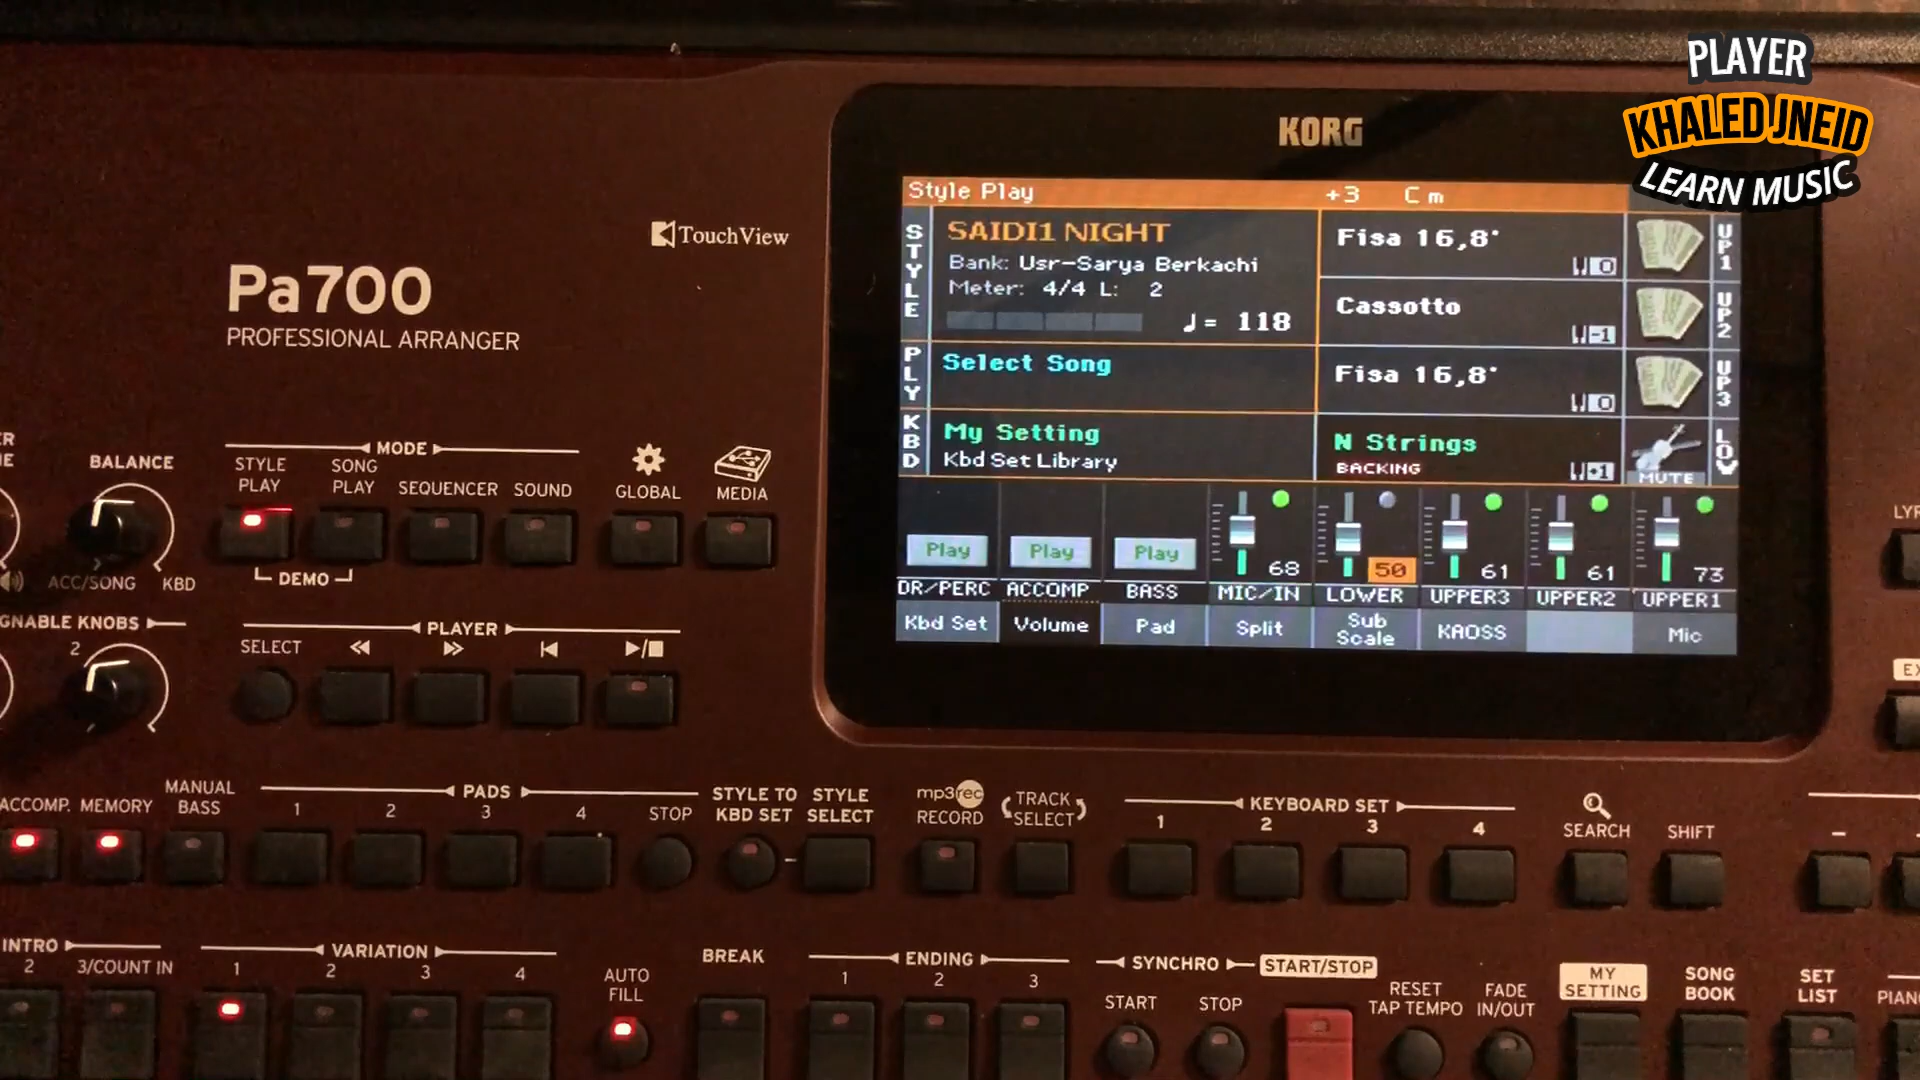 PLAYER
KHALED JNEID
LEARN MUSIC
KORG
TouchView
Pa700
PROFESSIONAL ARRANGER
Style Play +3 Cm
STYLE
SAIDI1 NIGHT
Bank: Usr-Sarya Berkachi
Meter: 4/4 L: 2
♩= 118
PLY
Select Song
KBD
My Setting
Kbd Set Library
Fisa 16,8'
0
UP1
Cassotto
-1
UP2
Fisa 16,8'
0
UP3
N Strings
BACKING
+1
MUTE
LOW
Play Play Play 68 50 61 61 73
DR/PERC ACCOMP BASS MIC/IN LOWER UPPER3 UPPER2 UPPER1
Kbd Set Volume Pad Split Sub Scale KAOSS Mic
BALANCE
ACC/SONG KBD
MODE
STYLE PLAY
SONG PLAY
SEQUENCER
SOUND
GLOBAL
MEDIA
DEMO
GNABLE KNOBS
2
PLAYER
SELECT
ACCOMP.
MEMORY
MANUAL BASS
PADS
1 2 3 4
STOP
STYLE TO KBD SET
STYLE SELECT
mp3rec
RECORD
TRACK SELECT
KEYBOARD SET
1 2 3 4
SEARCH
SHIFT
–
INTRO
2 3/COUNT IN
VARIATION
1 2 3 4
AUTO FILL
BREAK
ENDING
1 2 3
SYNCHRO
START STOP
START/STOP
RESET
TAP TEMPO
FADE IN/OUT
MY SETTING
SONG BOOK
SET LIST